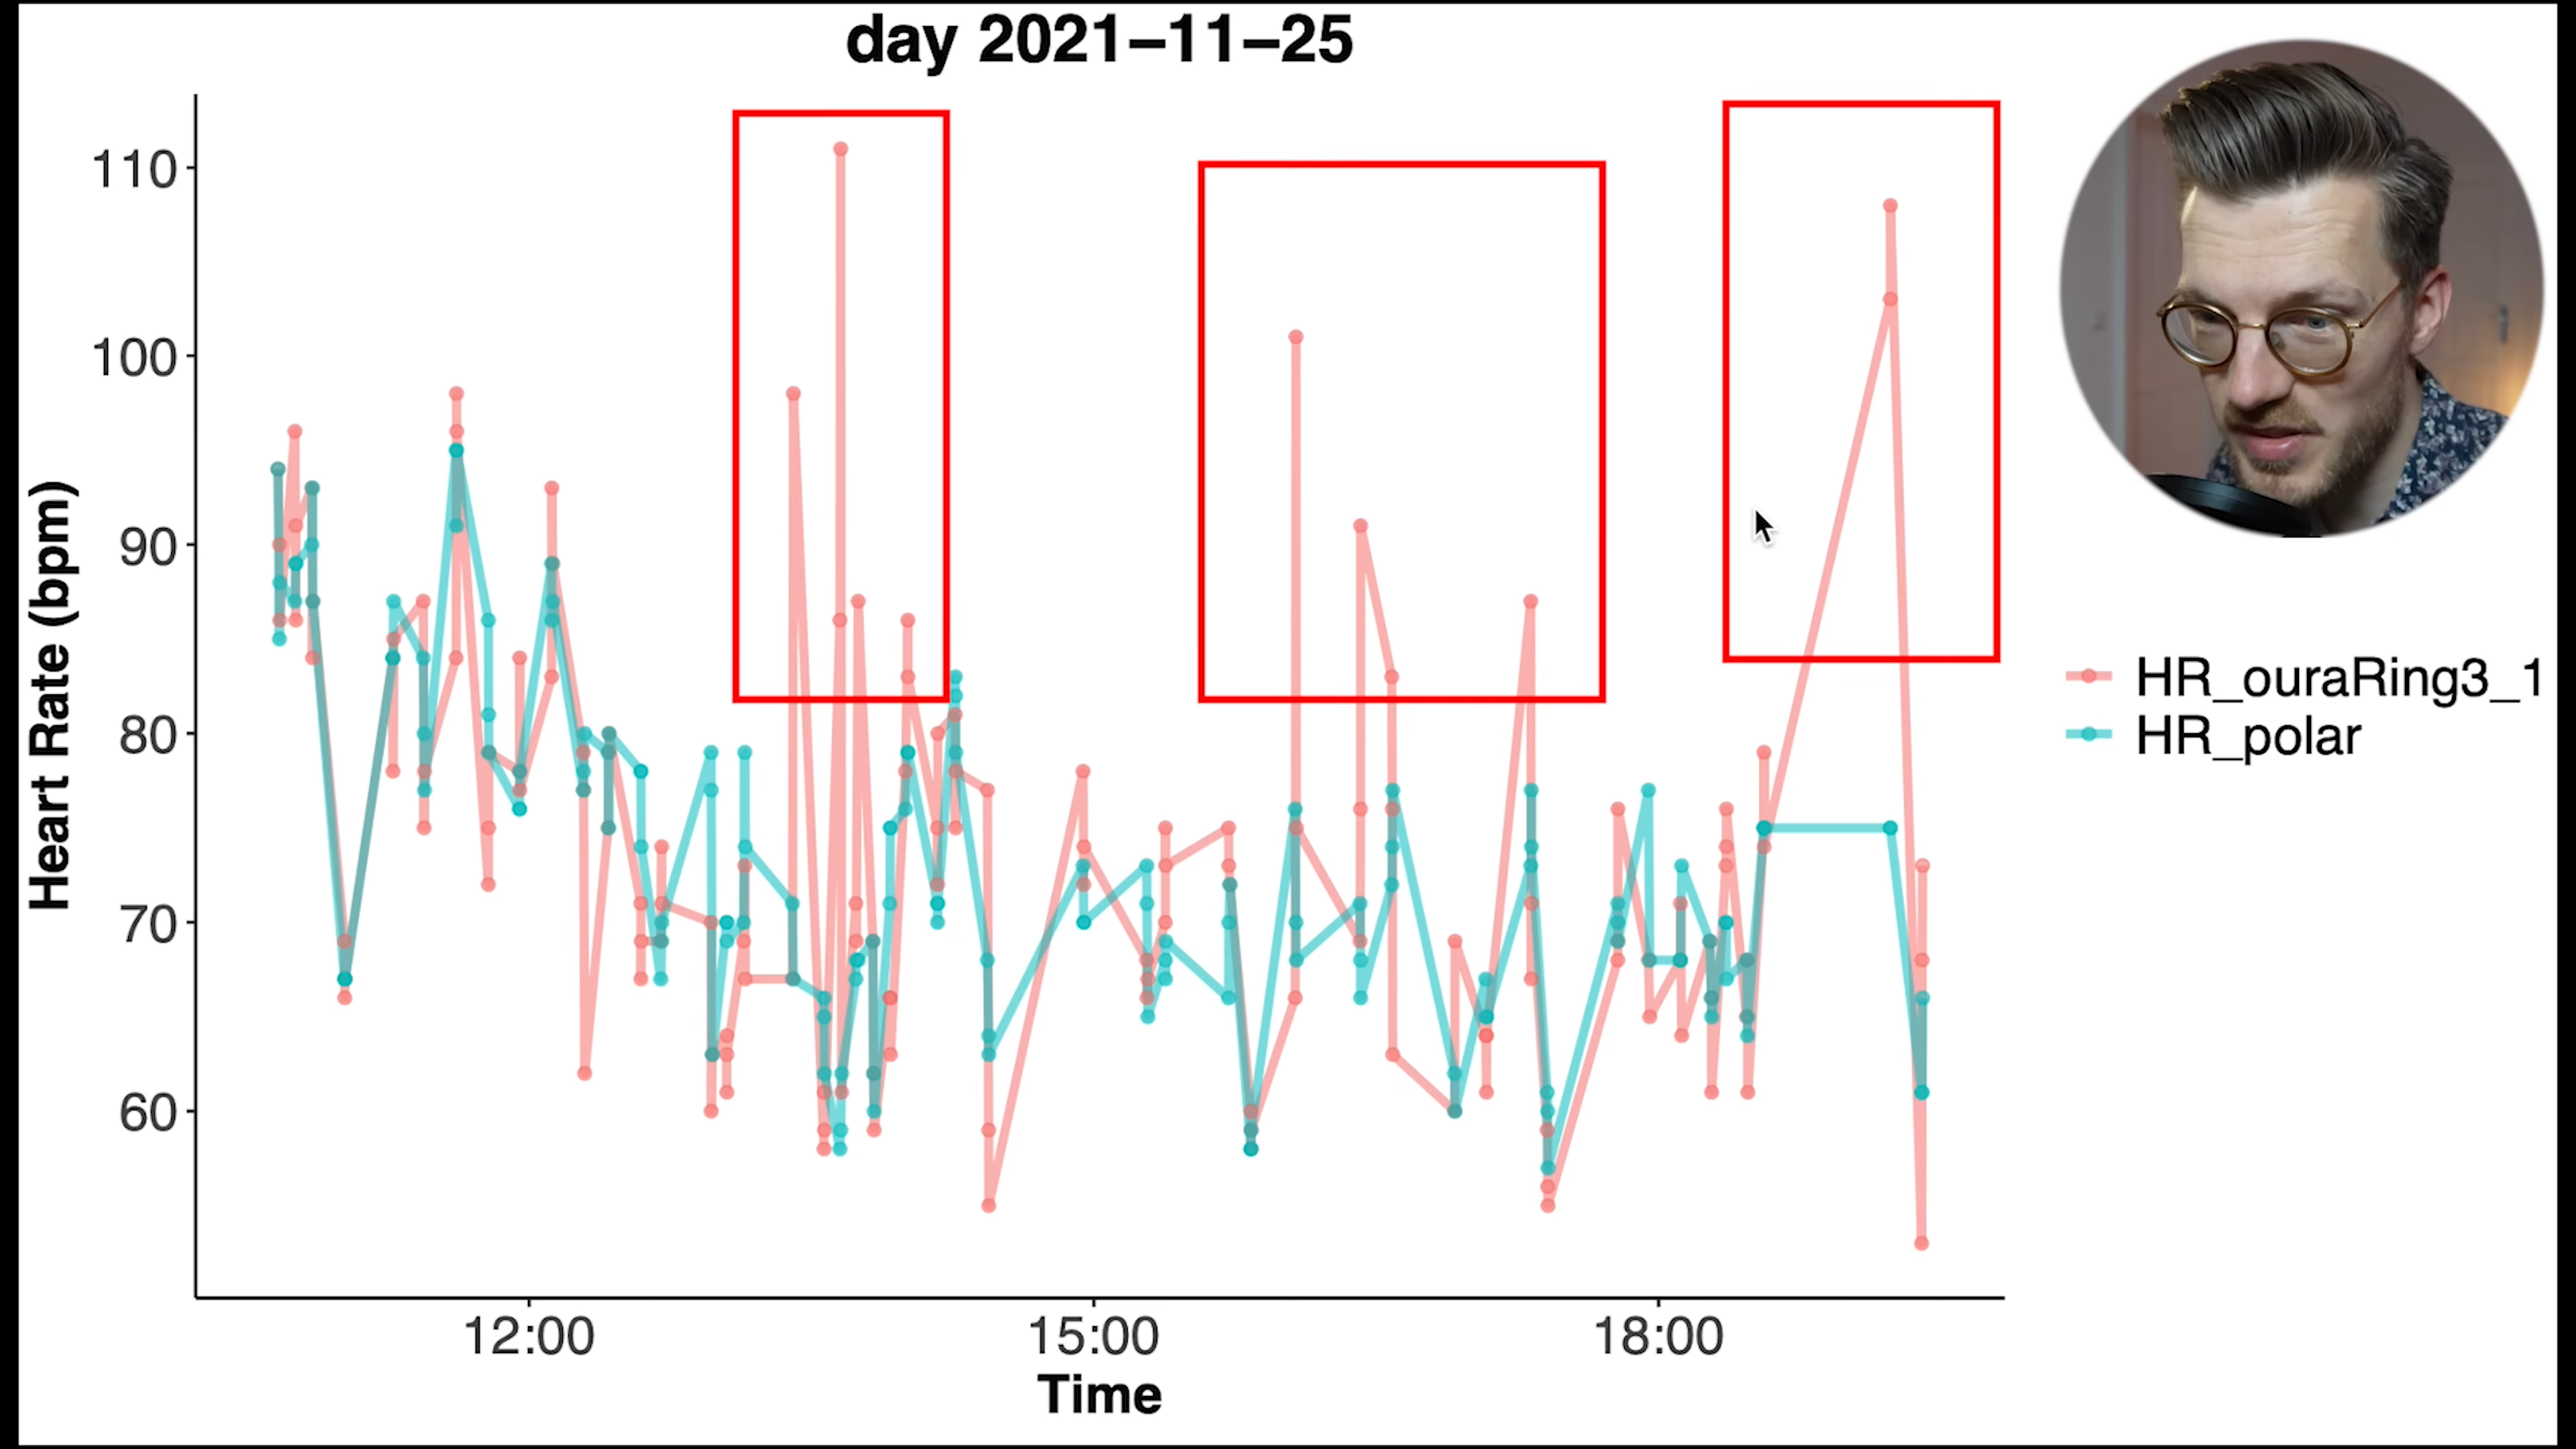 day 2021–11–25
Heart Rate (bpm)
110
100
90
80
70
60
12:00
15:00
18:00
Time
HR_ouraRing3_1
HR_polar